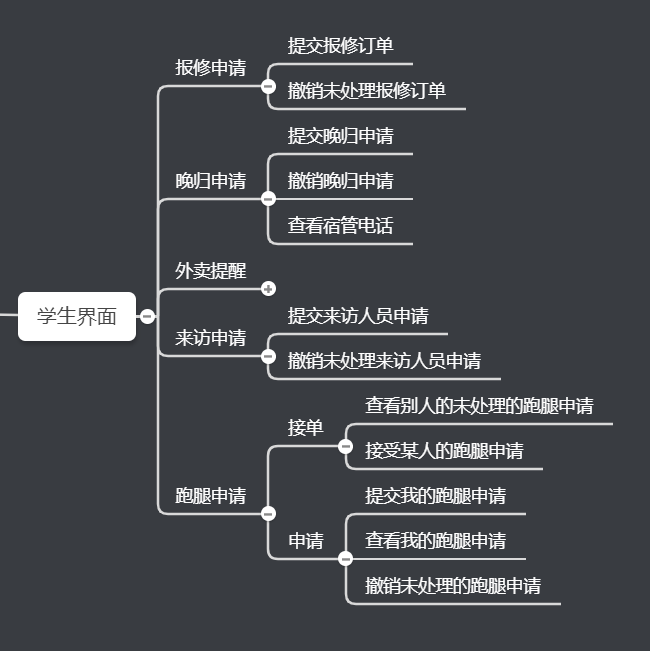 提交报修订单
报修申请
撤销未处理报修订单
提交晚归申请
晚归申请
撤销晚归申请
查看宿管电话
外卖提醒
学生界面
提交来访人员申请
来访申请
撤销未处理来访人员申请
查看别人的未处理的跑腿申请
接单
接受某人的跑腿申请
跑腿申请
提交我的跑腿申请
申请
查看我的跑腿申请
撤销未处理的跑腿申请